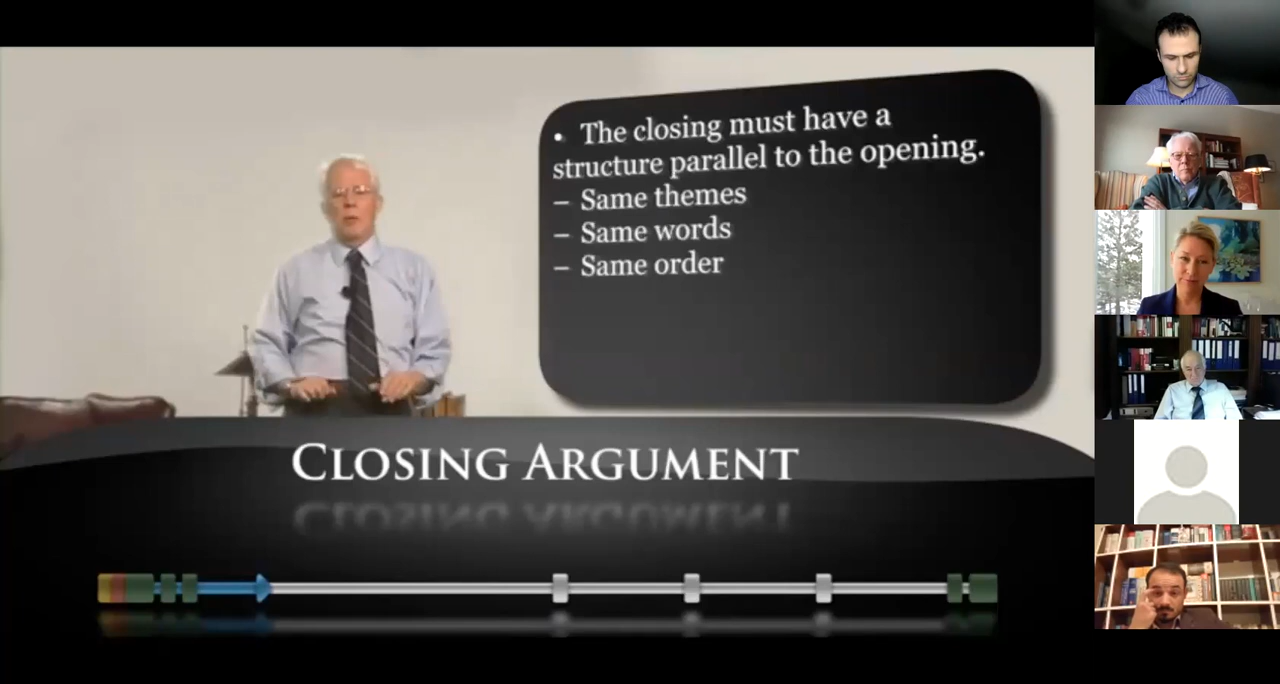 • The closing must have a
structure parallel to the opening.
– Same themes
– Same words
– Same order
CLOSING ARGUMENT